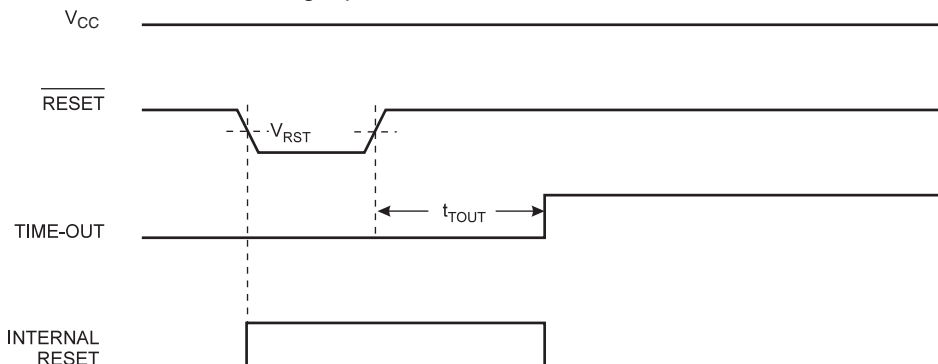 VCC
RESET
VRST
tTOUT
TIME-OUT
INTERNAL
RESET